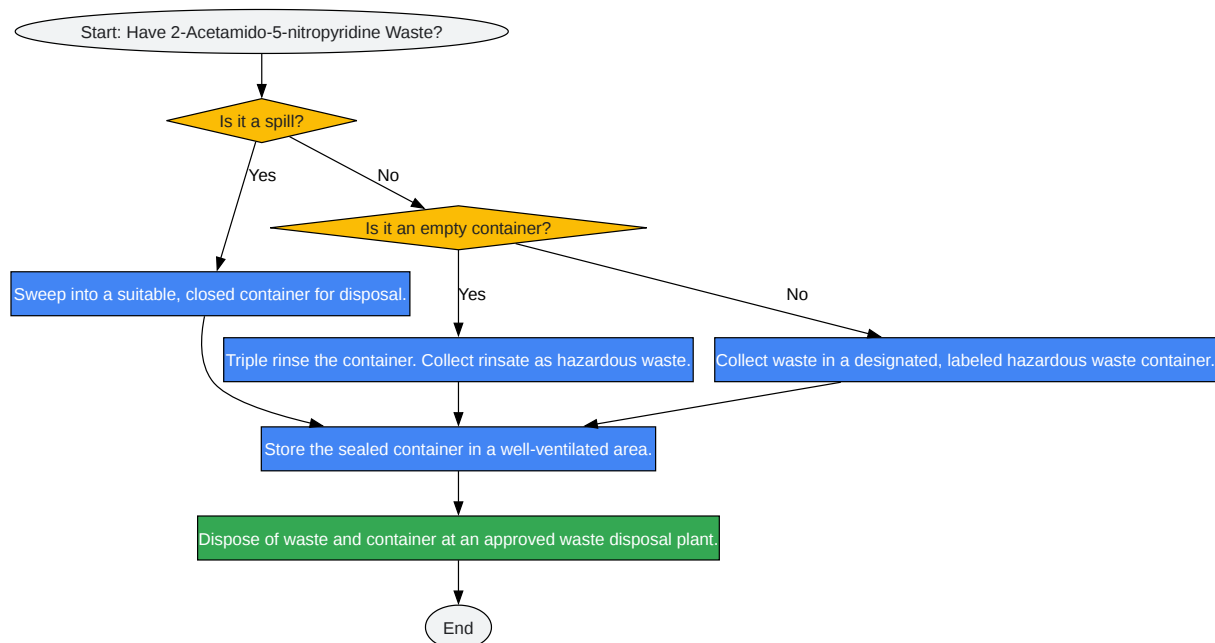 Start: Have 2-Acetamido-5-nitropyridine Waste?
Is it a spill?
Yes
No
Is it an empty container?
Sweep into a suitable, closed container for disposal.
Yes
No
Triple rinse the container. Collect rinsate as hazardous waste.
Collect waste in a designated, labeled hazardous waste container.
Store the sealed container in a well-ventilated area.
Dispose of waste and container at an approved waste disposal plant.
End